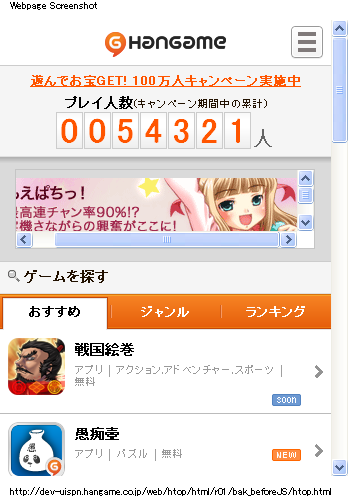 Webpage Screenshot
HANGAME
遊んでお宝GET! 100万人キャンペーン実施中
プレイ人数(キャンペーン期間中の累計)
0054321人
えばちっ!
最高連チャン率90%!?
機さながらの興奮がここに!
ゲームを探す
おすすめ ジャンル ランキング
戦国絵巻
アプリ | アクション.アドベンチャー.スポーツ |
無料
soon
愚痴壺
アプリ | パズル | 無料
NEW
http://dev-uispn.hangame.co.jp/web/htop/html/r01/bak_beforeJS/htop.html